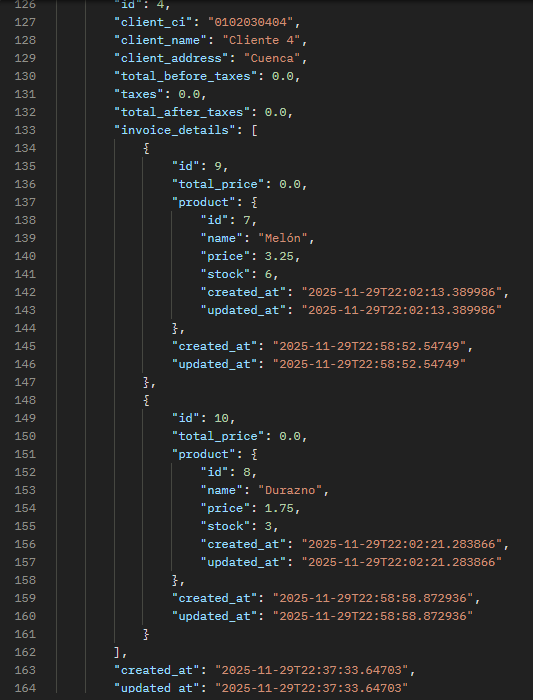 126 "id": 4,
127 "client_ci": "0102030404",
128 "client_name": "Cliente 4",
129 "client_address": "Cuenca",
130 "total_before_taxes": 0.0,
131 "taxes": 0.0,
132 "total_after_taxes": 0.0,
133 "invoice_details": [
134 {
135 "id": 9,
136 "total_price": 0.0,
137 "product": {
138 "id": 7,
139 "name": "Melón",
140 "price": 3.25,
141 "stock": 6,
142 "created_at": "2025-11-29T22:02:13.389986",
143 "updated_at": "2025-11-29T22:02:13.389986"
144 },
145 "created_at": "2025-11-29T22:58:52.54749",
146 "updated_at": "2025-11-29T22:58:52.54749"
147 },
148 {
149 "id": 10,
150 "total_price": 0.0,
151 "product": {
152 "id": 8,
153 "name": "Durazno",
154 "price": 1.75,
155 "stock": 3,
156 "created_at": "2025-11-29T22:02:21.283866",
157 "updated_at": "2025-11-29T22:02:21.283866"
158 },
159 "created_at": "2025-11-29T22:58:58.872936",
160 "updated_at": "2025-11-29T22:58:58.872936"
161 }
162 ],
163 "created_at": "2025-11-29T22:37:33.64703",
164 "updated_at": "2025-11-29T22:37:33.64703"